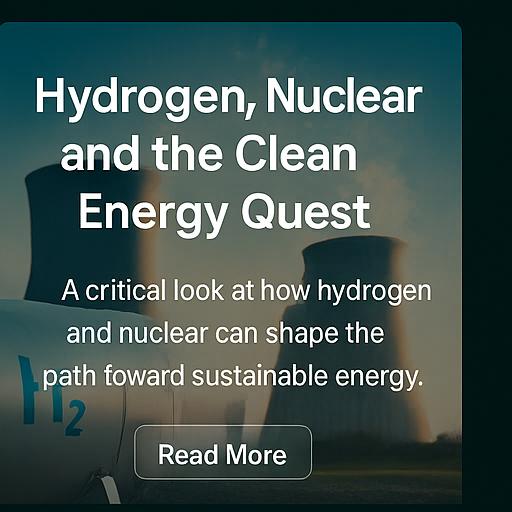 Hydrogen, Nuclear
and the Clean
Energy Quest
A critical look at how hydrogen
and nuclear can shape the
path toward sustainable energy.
H2
Read More